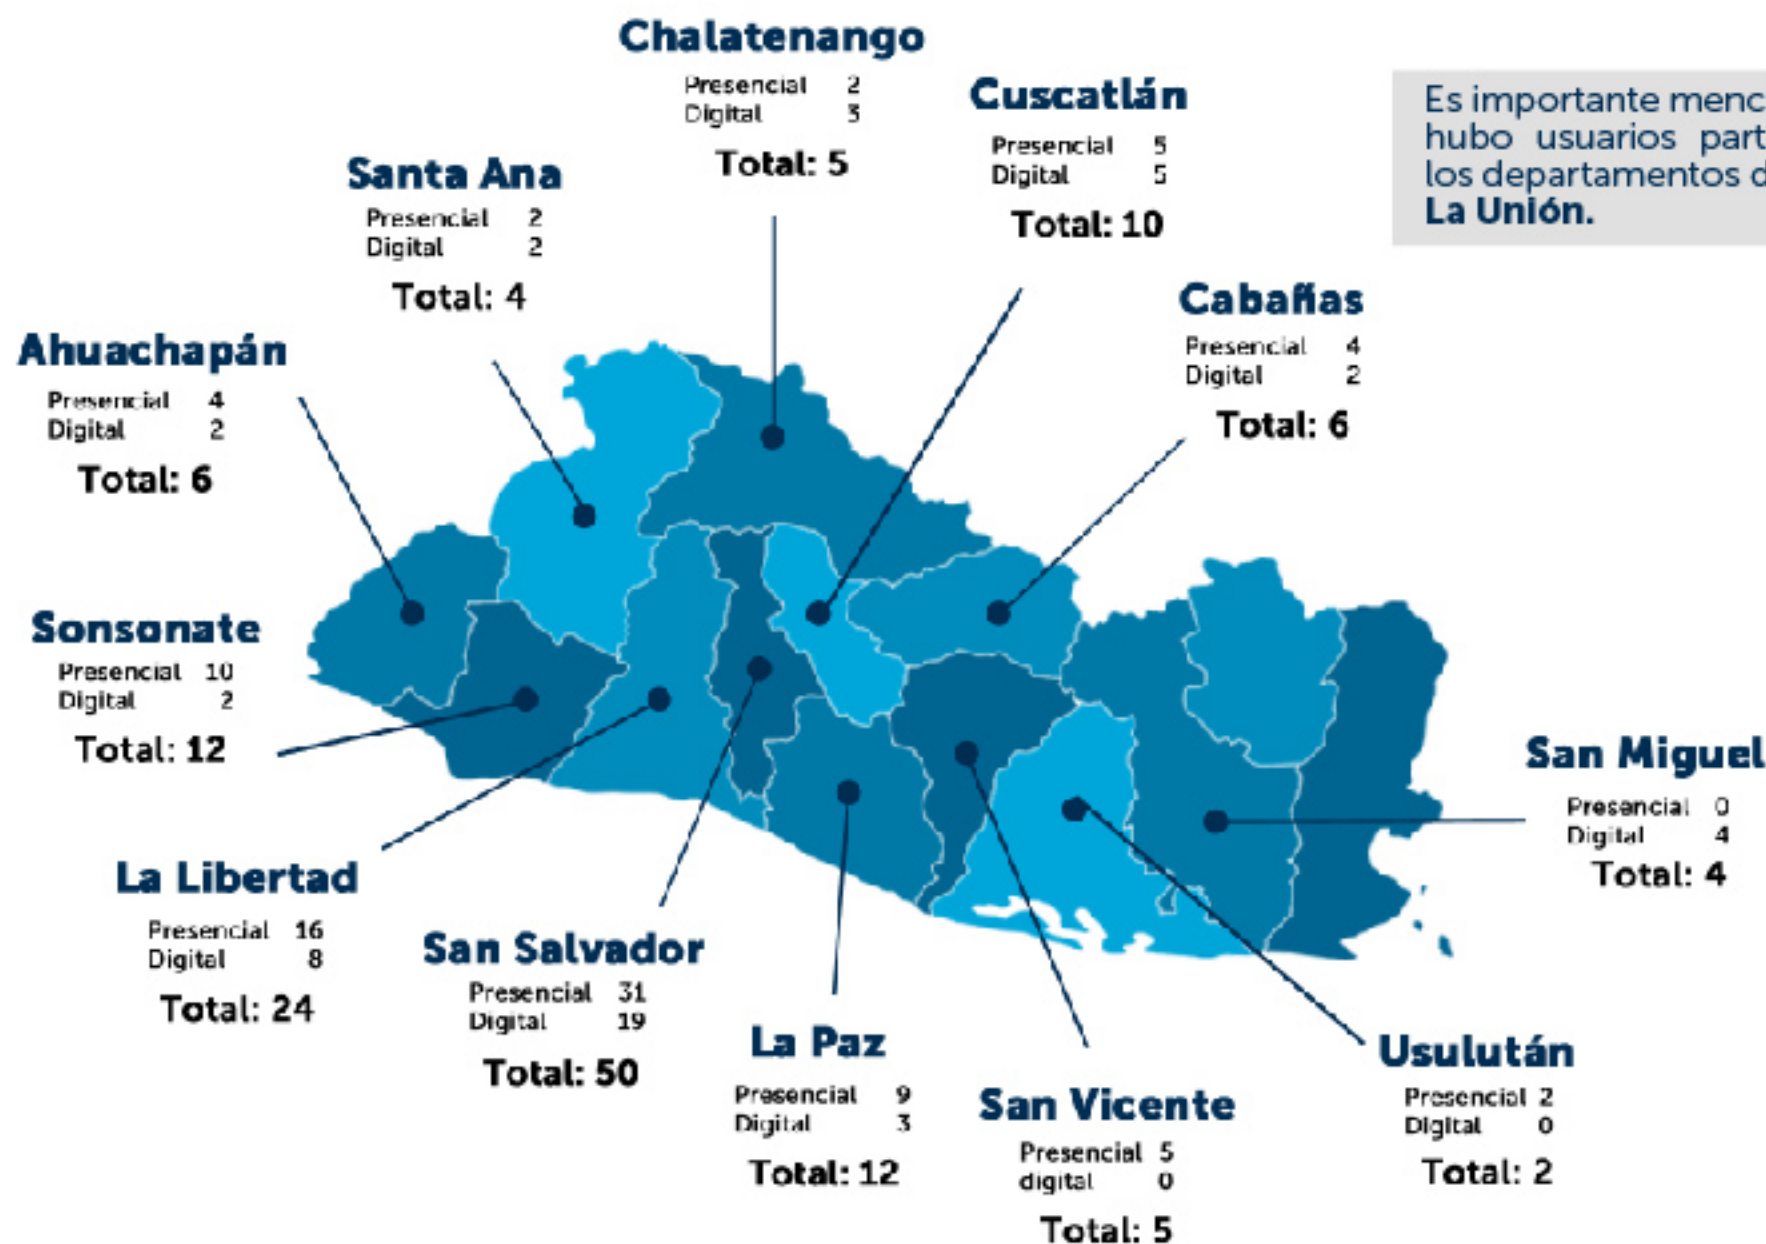 Chalatenango
Presencial 2
Digital 3
Total: 5
Cuscatlán
Presencial 5
Digital 5
Total: 10
Es importante menc
hubo usuarios part
los departamentos d
La Unión.
Santa Ana
Presencial 2
Digital 2
Total: 4
Cabañas
Presencial 4
Digital 2
Total: 6
Ahuachapán
Presencial 4
Digital 2
Total: 6
Sonsonate
Presencial 10
Digital 2
Total: 12
San Miguel
Presencial 0
Digital 4
Total: 4
La Libertad
Presencial 16
Digital 8
Total: 24
San Salvador
Presencial 31
Digital 19
Total: 50
La Paz
Presencial 9
Digital 3
Total: 12
San Vicente
Presencial 5
digital 0
Total: 5
Usulután
Presencial 2
Digital 0
Total: 2